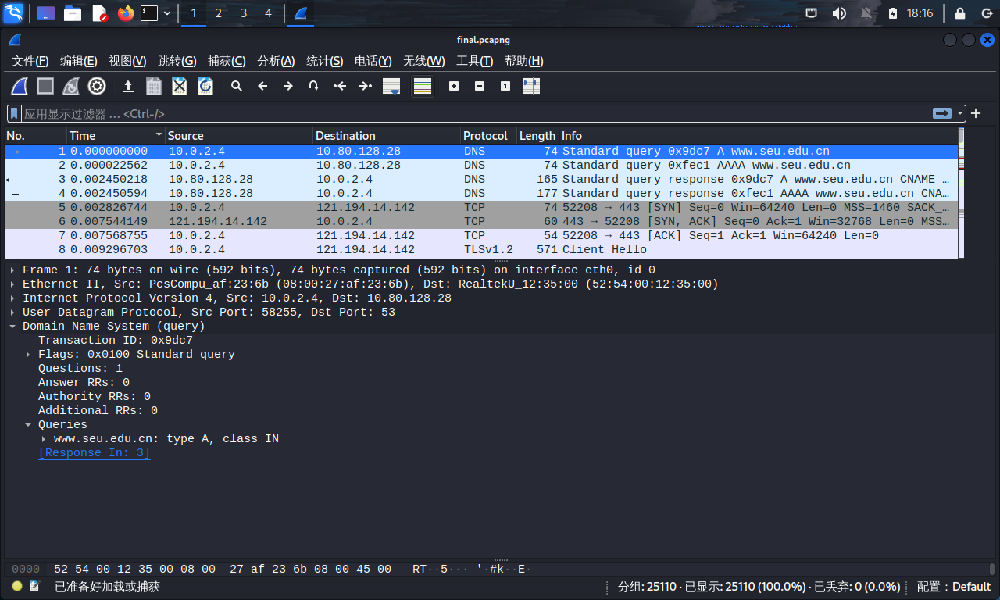 1 2 3 4 18:16
final.pcapng
文件(F) 编辑(E) 视图(V) 跳转(G) 捕获(C) 分析(A) 统计(S) 电话(Y) 无线(W) 工具(T) 帮助(H)
应用显示过滤器 … <Ctrl-/>
No. Time Source Destination Protocol Length Info
1 0.000000000 10.0.2.4 10.80.128.28 DNS 74 Standard query 0x9dc7 A www.seu.edu.cn
2 0.000022562 10.0.2.4 10.80.128.28 DNS 74 Standard query 0xfec1 AAAA www.seu.edu.cn
3 0.002450218 10.80.128.28 10.0.2.4 DNS 165 Standard query response 0x9dc7 A www.seu.edu.cn CNAME …
4 0.002450594 10.80.128.28 10.0.2.4 DNS 177 Standard query response 0xfec1 AAAA www.seu.edu.cn CNA…
5 0.002826744 10.0.2.4 121.194.14.142 TCP 74 52208 → 443 [SYN] Seq=0 Win=64240 Len=0 MSS=1460 SACK_…
6 0.007544149 121.194.14.142 10.0.2.4 TCP 60 443 → 52208 [SYN, ACK] Seq=0 Ack=1 Win=32768 Len=0 MSS…
7 0.007568755 10.0.2.4 121.194.14.142 TCP 54 52208 → 443 [ACK] Seq=1 Ack=1 Win=64240 Len=0
8 0.009296703 10.0.2.4 121.194.14.142 TLSv1.2 571 Client Hello
Frame 1: 74 bytes on wire (592 bits), 74 bytes captured (592 bits) on interface eth0, id 0
Ethernet II, Src: PcsCompu_af:23:6b (08:00:27:af:23:6b), Dst: RealtekU_12:35:00 (52:54:00:12:35:00)
Internet Protocol Version 4, Src: 10.0.2.4, Dst: 10.80.128.28
User Datagram Protocol, Src Port: 58255, Dst Port: 53
Domain Name System (query)
Transaction ID: 0x9dc7
Flags: 0x0100 Standard query
Questions: 1
Answer RRs: 0
Authority RRs: 0
Additional RRs: 0
Queries
www.seu.edu.cn: type A, class IN
[Response In: 3]
0000 52 54 00 12 35 00 08 00 27 af 23 6b 08 00 45 00 RT··5··· '·#k··E·
已准备好加载或捕获 分组: 25110 · 已显示: 25110 (100.0%) · 已丢弃: 0 (0.0%) 配置：Default